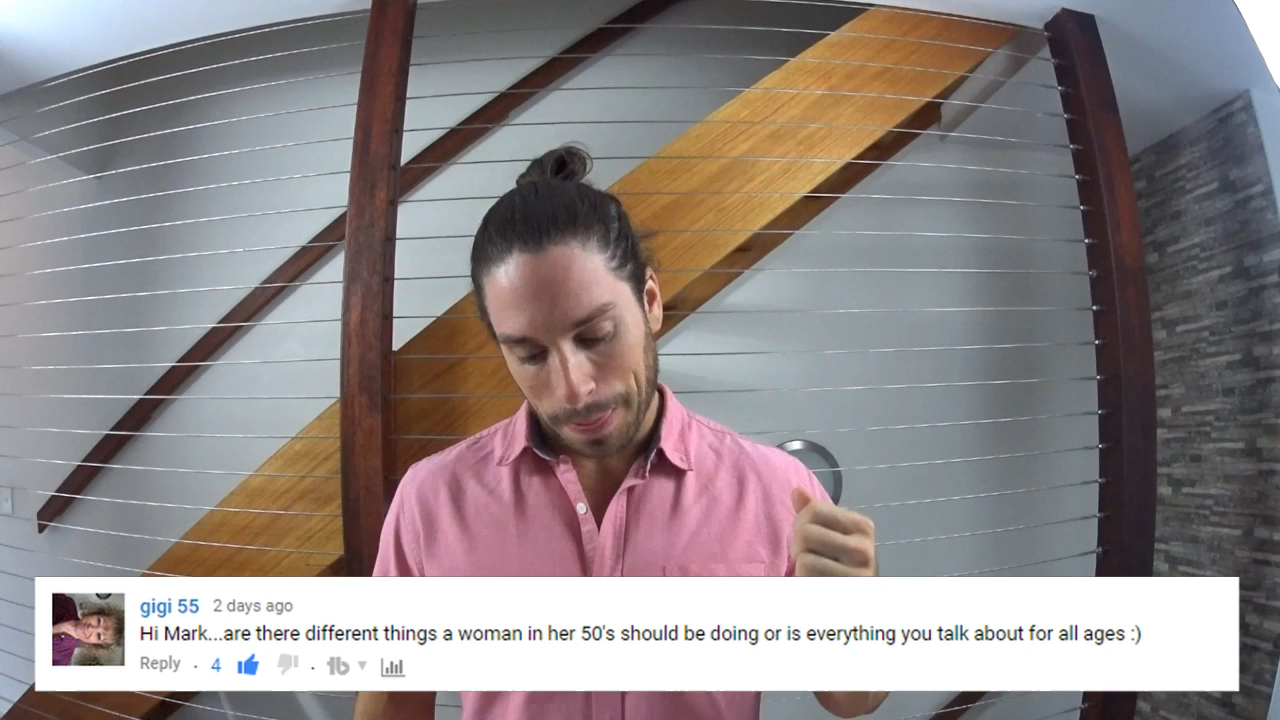 gigi 55 2 days ago
Hi Mark...are there different things a woman in her 50's should be doing or is everything you talk about for all ages :)
Reply · 4 · tb